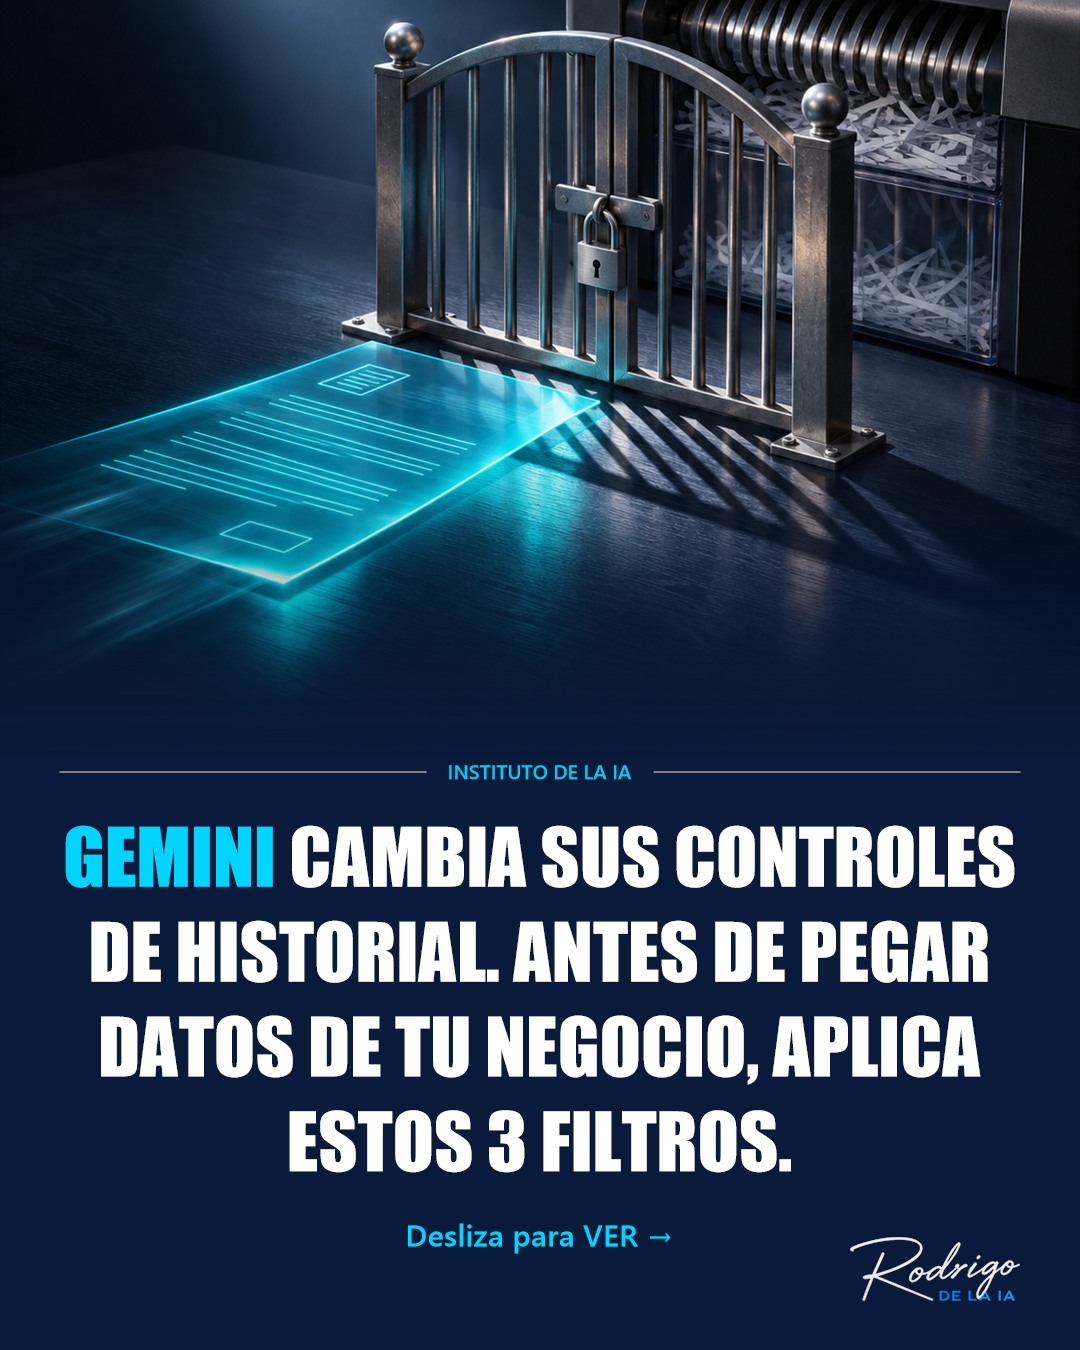 INSTITUTO DE LA IA
GEMINI CAMBIA SUS CONTROLES
DE HISTORIAL. ANTES DE PEGAR
DATOS DE TU NEGOCIO, APLICA
ESTOS 3 FILTROS.
Desliza para VER →
Rodrigo
DE LA IA